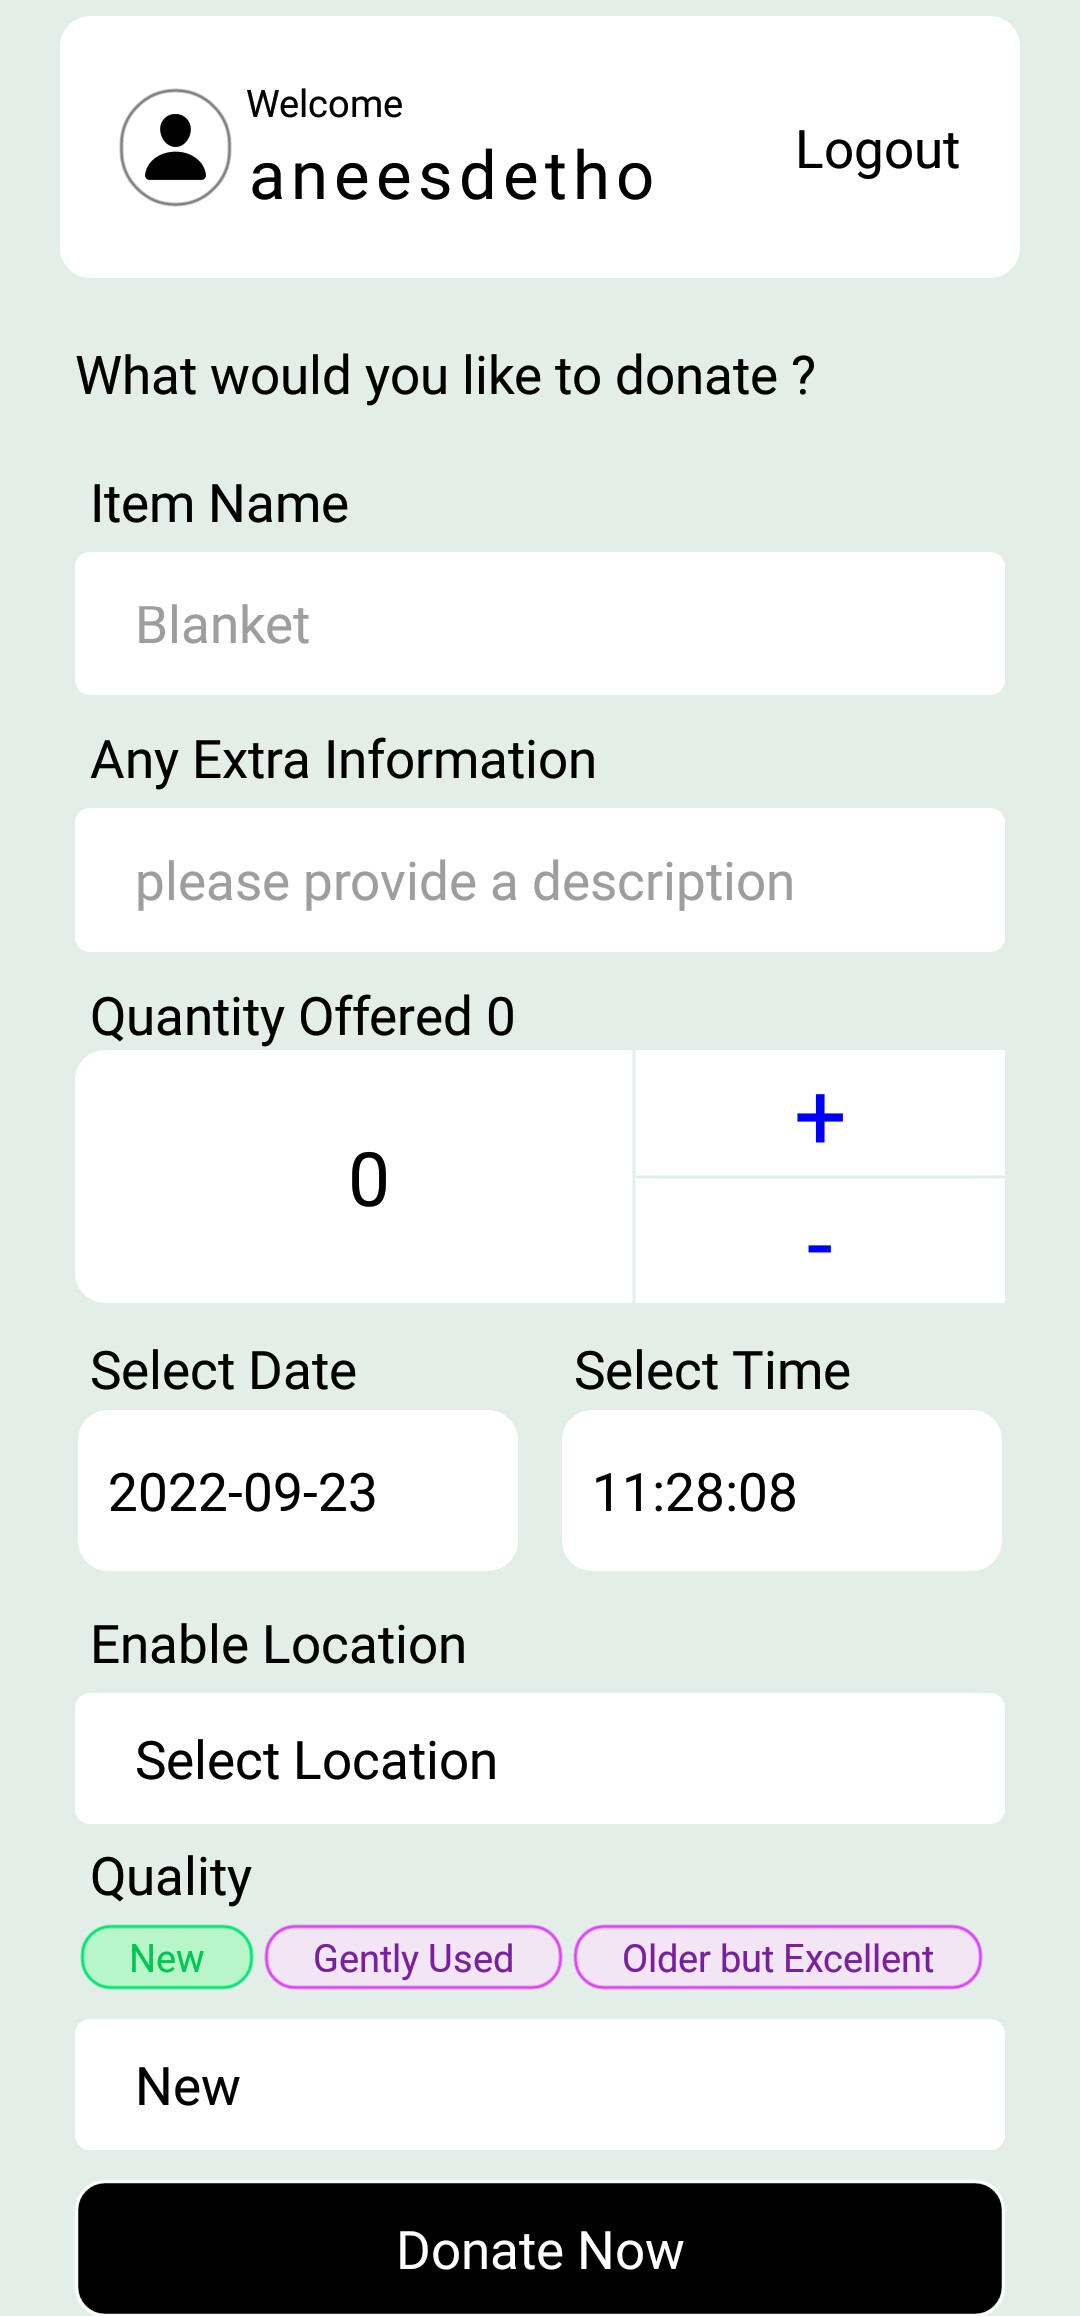 Welcome
aneesdetho
Logout
What would you like to donate ?
Item Name
Blanket
Any Extra Information
please provide a description
Quantity Offered 0
0
+
-
Select Date
Select Time
2022-09-23
11:28:08
Enable Location
Select Location
Quality
New
Gently Used
Older but Excellent
New
Donate Now